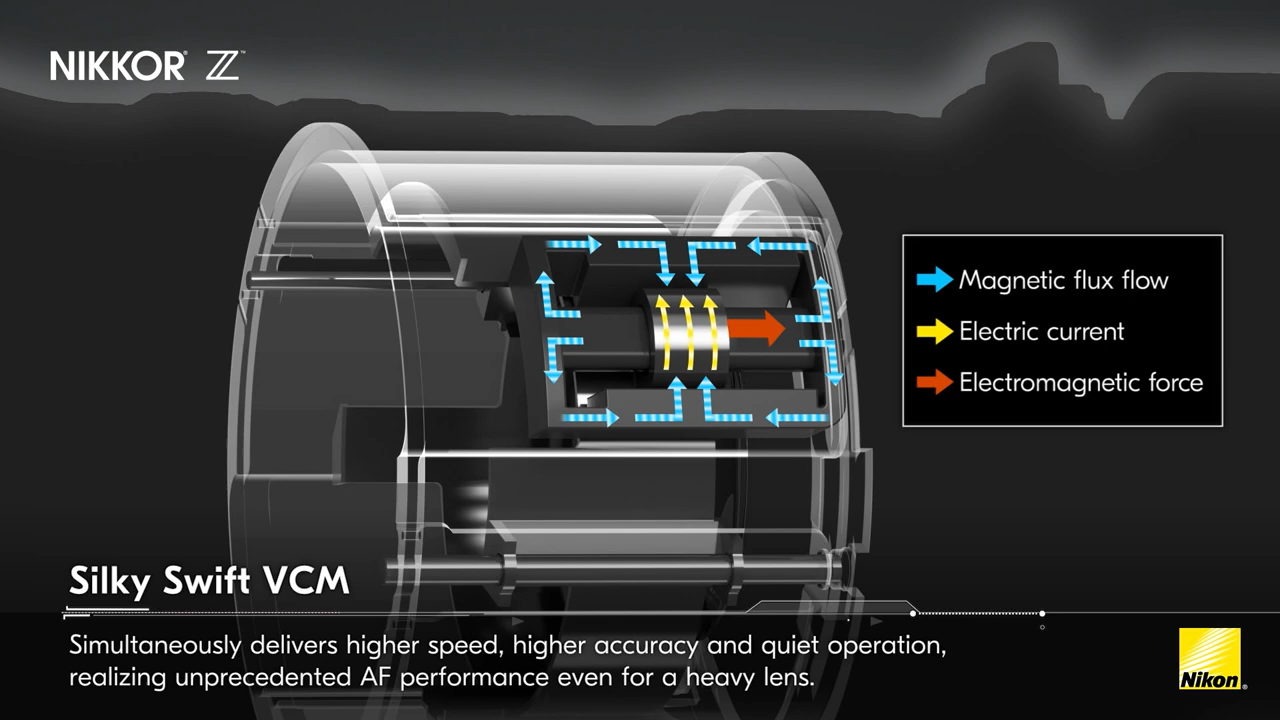 NIKKOR® Z™
Magnetic flux flow
Electric current
Electromagnetic force
Silky Swift VCM
Simultaneously delivers higher speed, higher accuracy and quiet operation,
realizing unprecedented AF performance even for a heavy lens.
Nikon®